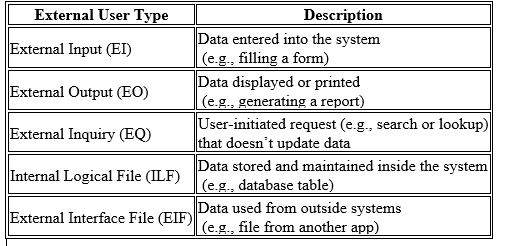 External User Type Description
External Input (EI) Data entered into the system
(e.g., filling a form)
External Output (EO) Data displayed or printed
(e.g., generating a report)
External Inquiry (EQ) User-initiated request (e.g., search or lookup)
that doesn't update data
Internal Logical File (ILF) Data stored and maintained inside the system
(e.g., database table)
External Interface File (EIF) Data used from outside systems
(e.g., file from another app)